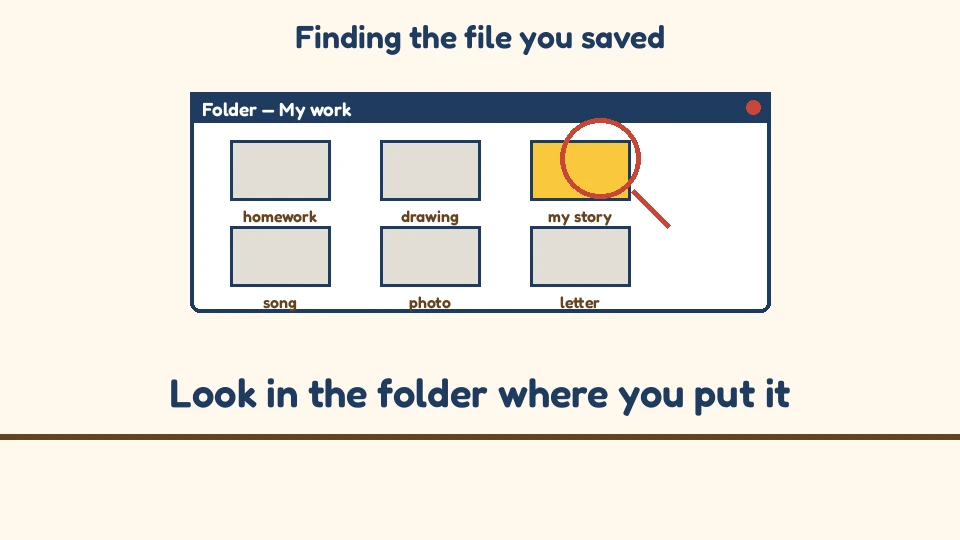 Finding the file you saved
Folder — My work
homework drawing my story
song photo letter
Look in the folder where you put it